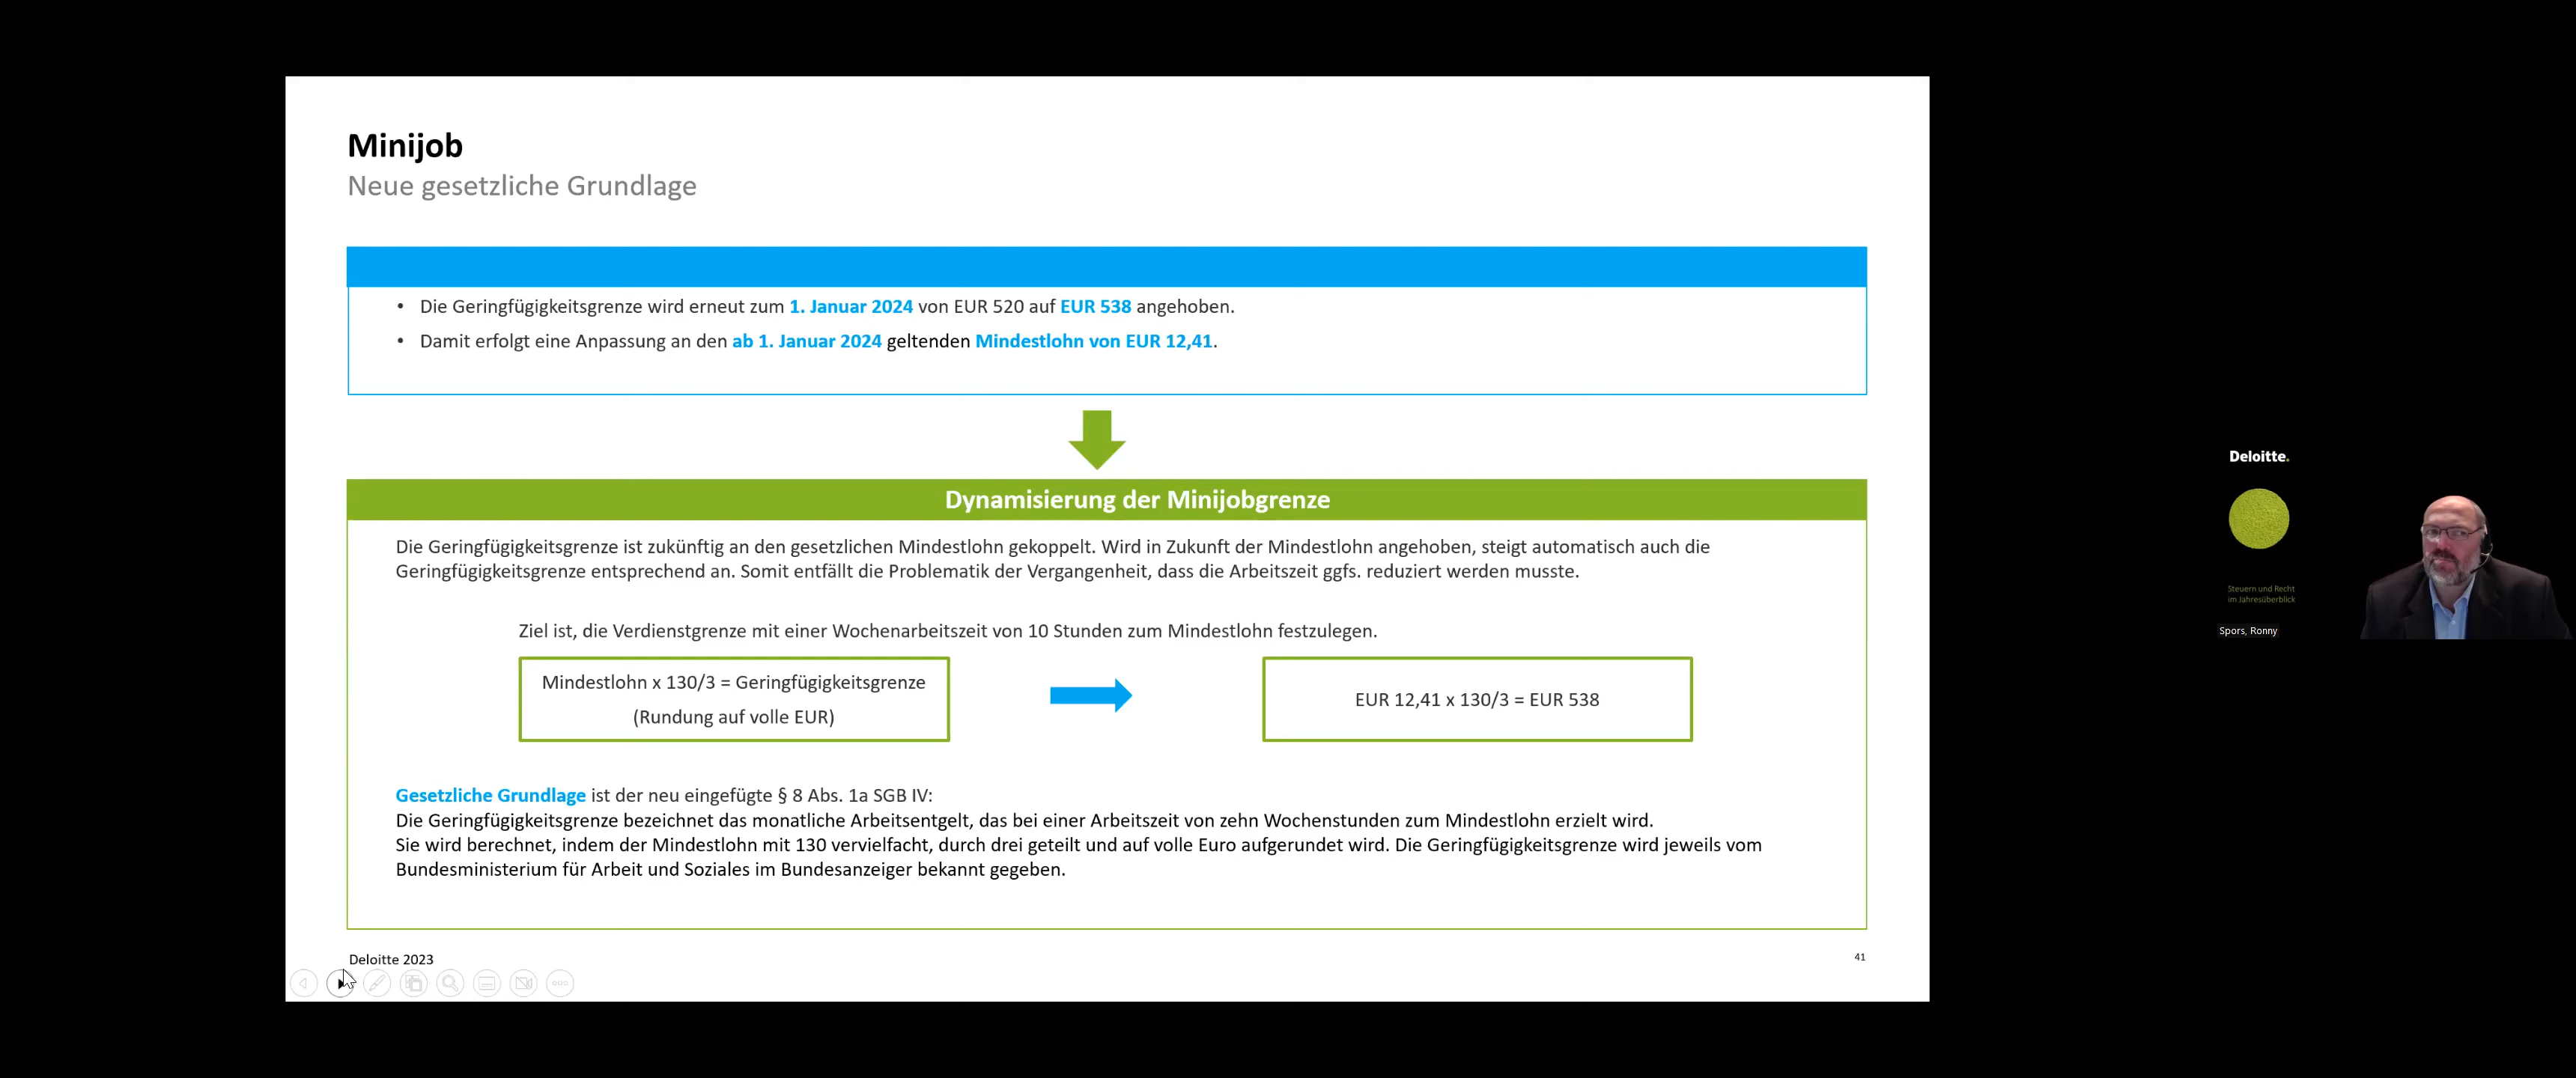 Minijob
Neue gesetzliche Grundlage
• Die Geringfügigkeitsgrenze wird erneut zum 1. Januar 2024 von EUR 520 auf EUR 538 angehoben.
• Damit erfolgt eine Anpassung an den ab 1. Januar 2024 geltenden Mindestlohn von EUR 12,41.
Dynamisierung der Minijobgrenze
Die Geringfügigkeitsgrenze ist zukünftig an den gesetzlichen Mindestlohn gekoppelt. Wird in Zukunft der Mindestlohn angehoben, steigt automatisch auch die
Geringfügigkeitsgrenze entsprechend an. Somit entfällt die Problematik der Vergangenheit, dass die Arbeitszeit ggfs. reduziert werden musste.
Ziel ist, die Verdienstgrenze mit einer Wochenarbeitszeit von 10 Stunden zum Mindestlohn festzulegen.
Mindestlohn x 130/3 = Geringfügigkeitsgrenze
(Rundung auf volle EUR)
EUR 12,41 x 130/3 = EUR 538
Gesetzliche Grundlage ist der neu eingefügte § 8 Abs. 1a SGB IV:
Die Geringfügigkeitsgrenze bezeichnet das monatliche Arbeitsentgelt, das bei einer Arbeitszeit von zehn Wochenstunden zum Mindestlohn erzielt wird.
Sie wird berechnet, indem der Mindestlohn mit 130 vervielfacht, durch drei geteilt und auf volle Euro aufgerundet wird. Die Geringfügigkeitsgrenze wird jeweils vom
Bundesministerium für Arbeit und Soziales im Bundesanzeiger bekannt gegeben.
Deloitte 2023
41
Deloitte.
Steuern und Recht
im Jahresüberblick
Spors, Ronny